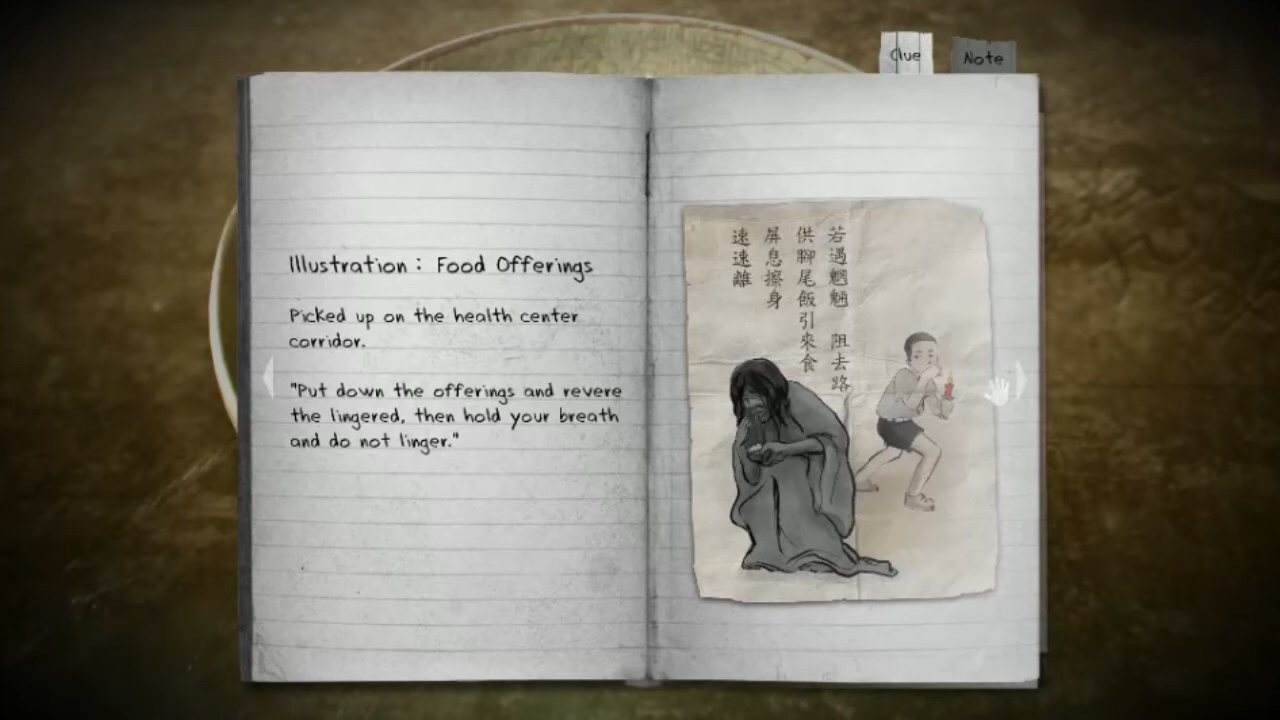 Clue
Note
Illustration : Food Offerings
Picked up on the health center
corridor.
"Put down the offerings and revere
the lingered, then hold your breath
and do not linger."
若遇魍魎 阻去路
供腳尾飯引來食
屏息擦身
速速離